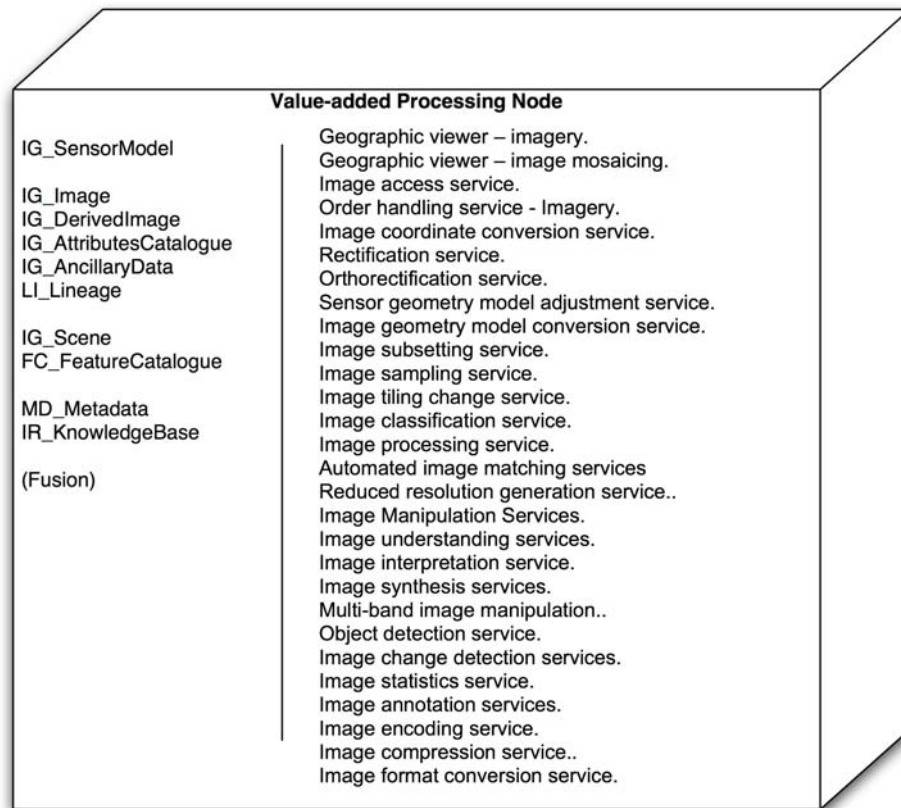 Value-added Processing Node
IG_SensorModel
IG_Image
IG_DerivedImage
IG_AttributesCatalogue
IG_AncillaryData
LI_Lineage
IG_Scene
FC_FeatureCatalogue
MD_Metadata
IR_KnowledgeBase
(Fusion)
Geographic viewer – imagery.
Geographic viewer – image mosaicing.
Image access service.
Order handling service - Imagery.
Image coordinate conversion service.
Rectification service.
Orthorectification service.
Sensor geometry model adjustment service.
Image geometry model conversion service.
Image subsetting service.
Image sampling service.
Image tiling change service.
Image classification service.
Image processing service.
Automated image matching services
Reduced resolution generation service..
Image Manipulation Services.
Image understanding services.
Image interpretation service.
Image synthesis services.
Multi-band image manipulation..
Object detection service.
Image change detection services.
Image statistics service.
Image annotation services.
Image encoding service.
Image compression service..
Image format conversion service.